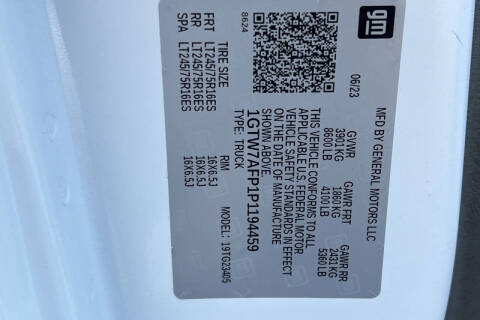 gm
MFD BY GENERAL MOTORS LLC
06/23
GVWR GAWR FRT GAWR RR
3901 KG 1860 KG 2431 KG
8600 LB 4100 LB 5360 LB
THIS VEHICLE CONFORMS TO ALL
APPLICABLE U.S. FEDERAL MOTOR
VEHICLE SAFETY STANDARDS IN EFFECT
ON THE DATE OF MANUFACTURE
SHOWN ABOVE.
1GTW7AFP1P1194459
8624
TYPE: TRUCK MODEL: 19TG23405
TIRE SIZE RIM
FRT LT245/75R16ES 16X6.5J
RR LT245/75R16ES 16X6.5J
SPA LT245/75R16ES 16X6.5J